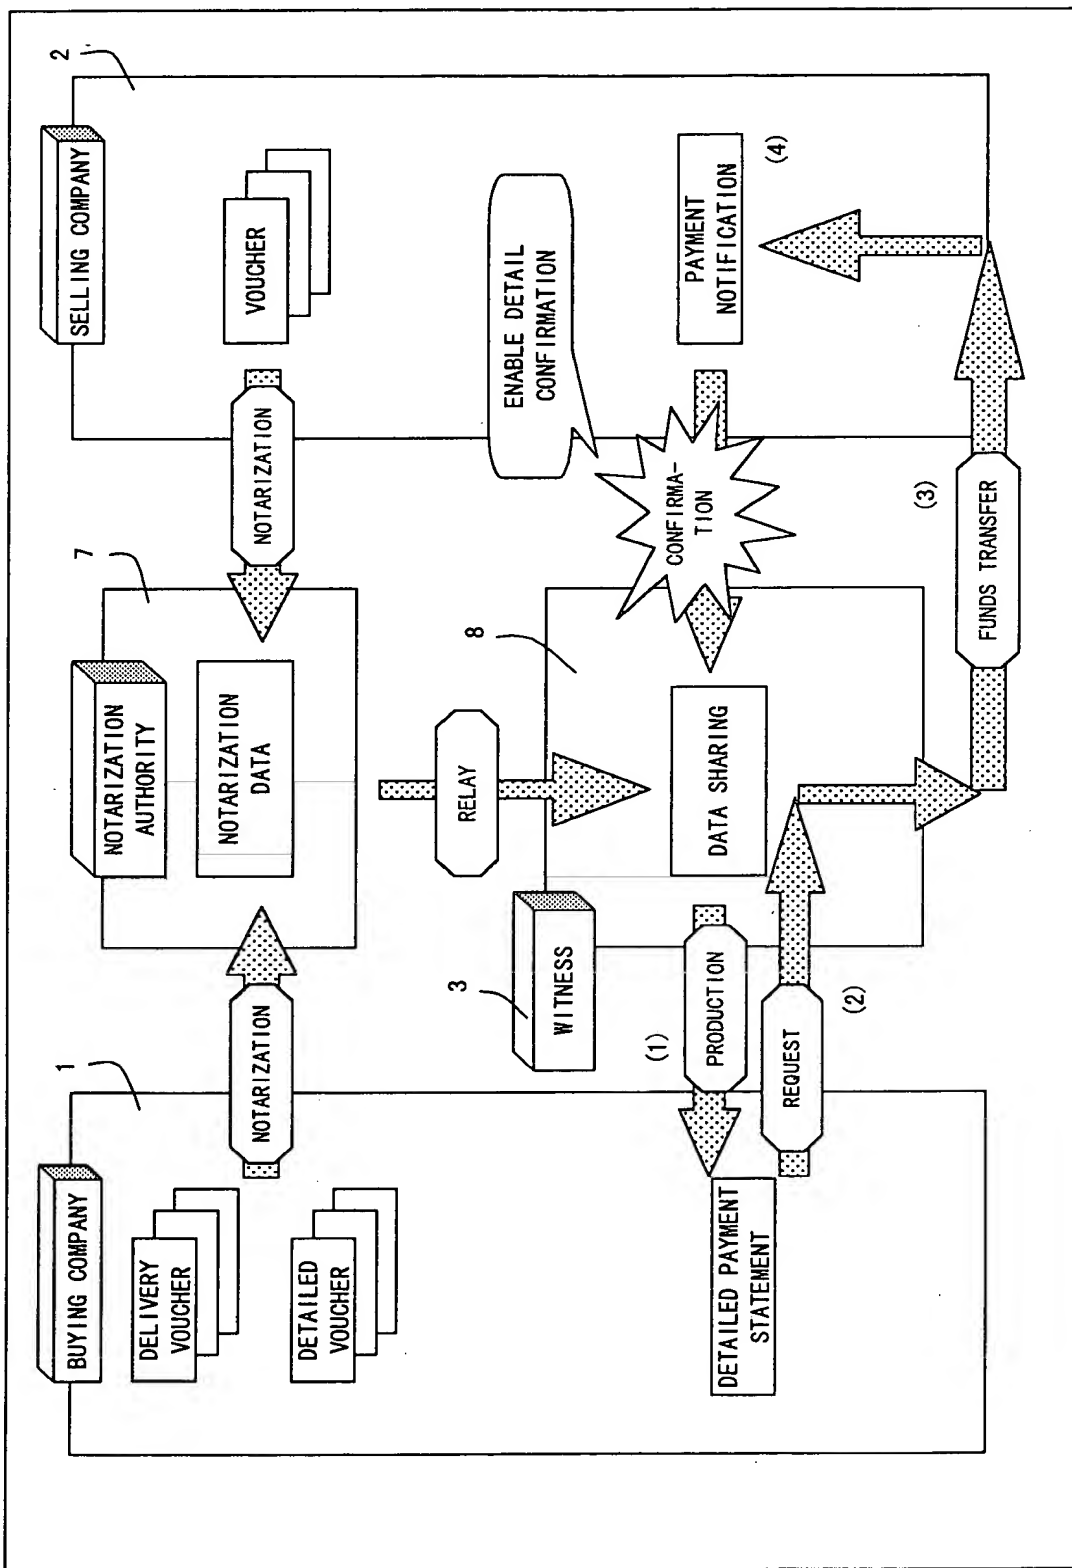 BUYING COMPANY
1
DELIVERY
VOUCHER
DETAILED
VOUCHER
NOTARIZATION
NOTARIZATION
AUTHORITY
7
NOTARIZATION
DATA
NOTARIZATION
SELLING COMPANY
2
VOUCHER
RELAY
WITNESS
3
8
DATA SHARING
ENABLE DETAIL
CONFIRMATION
CONFIRMA-
TION
PAYMENT
NOTIFICATION
(4)
(1)
PRODUCTION
DETAILED PAYMENT
STATEMENT
REQUEST
(2)
(3)
FUNDS TRANSFER